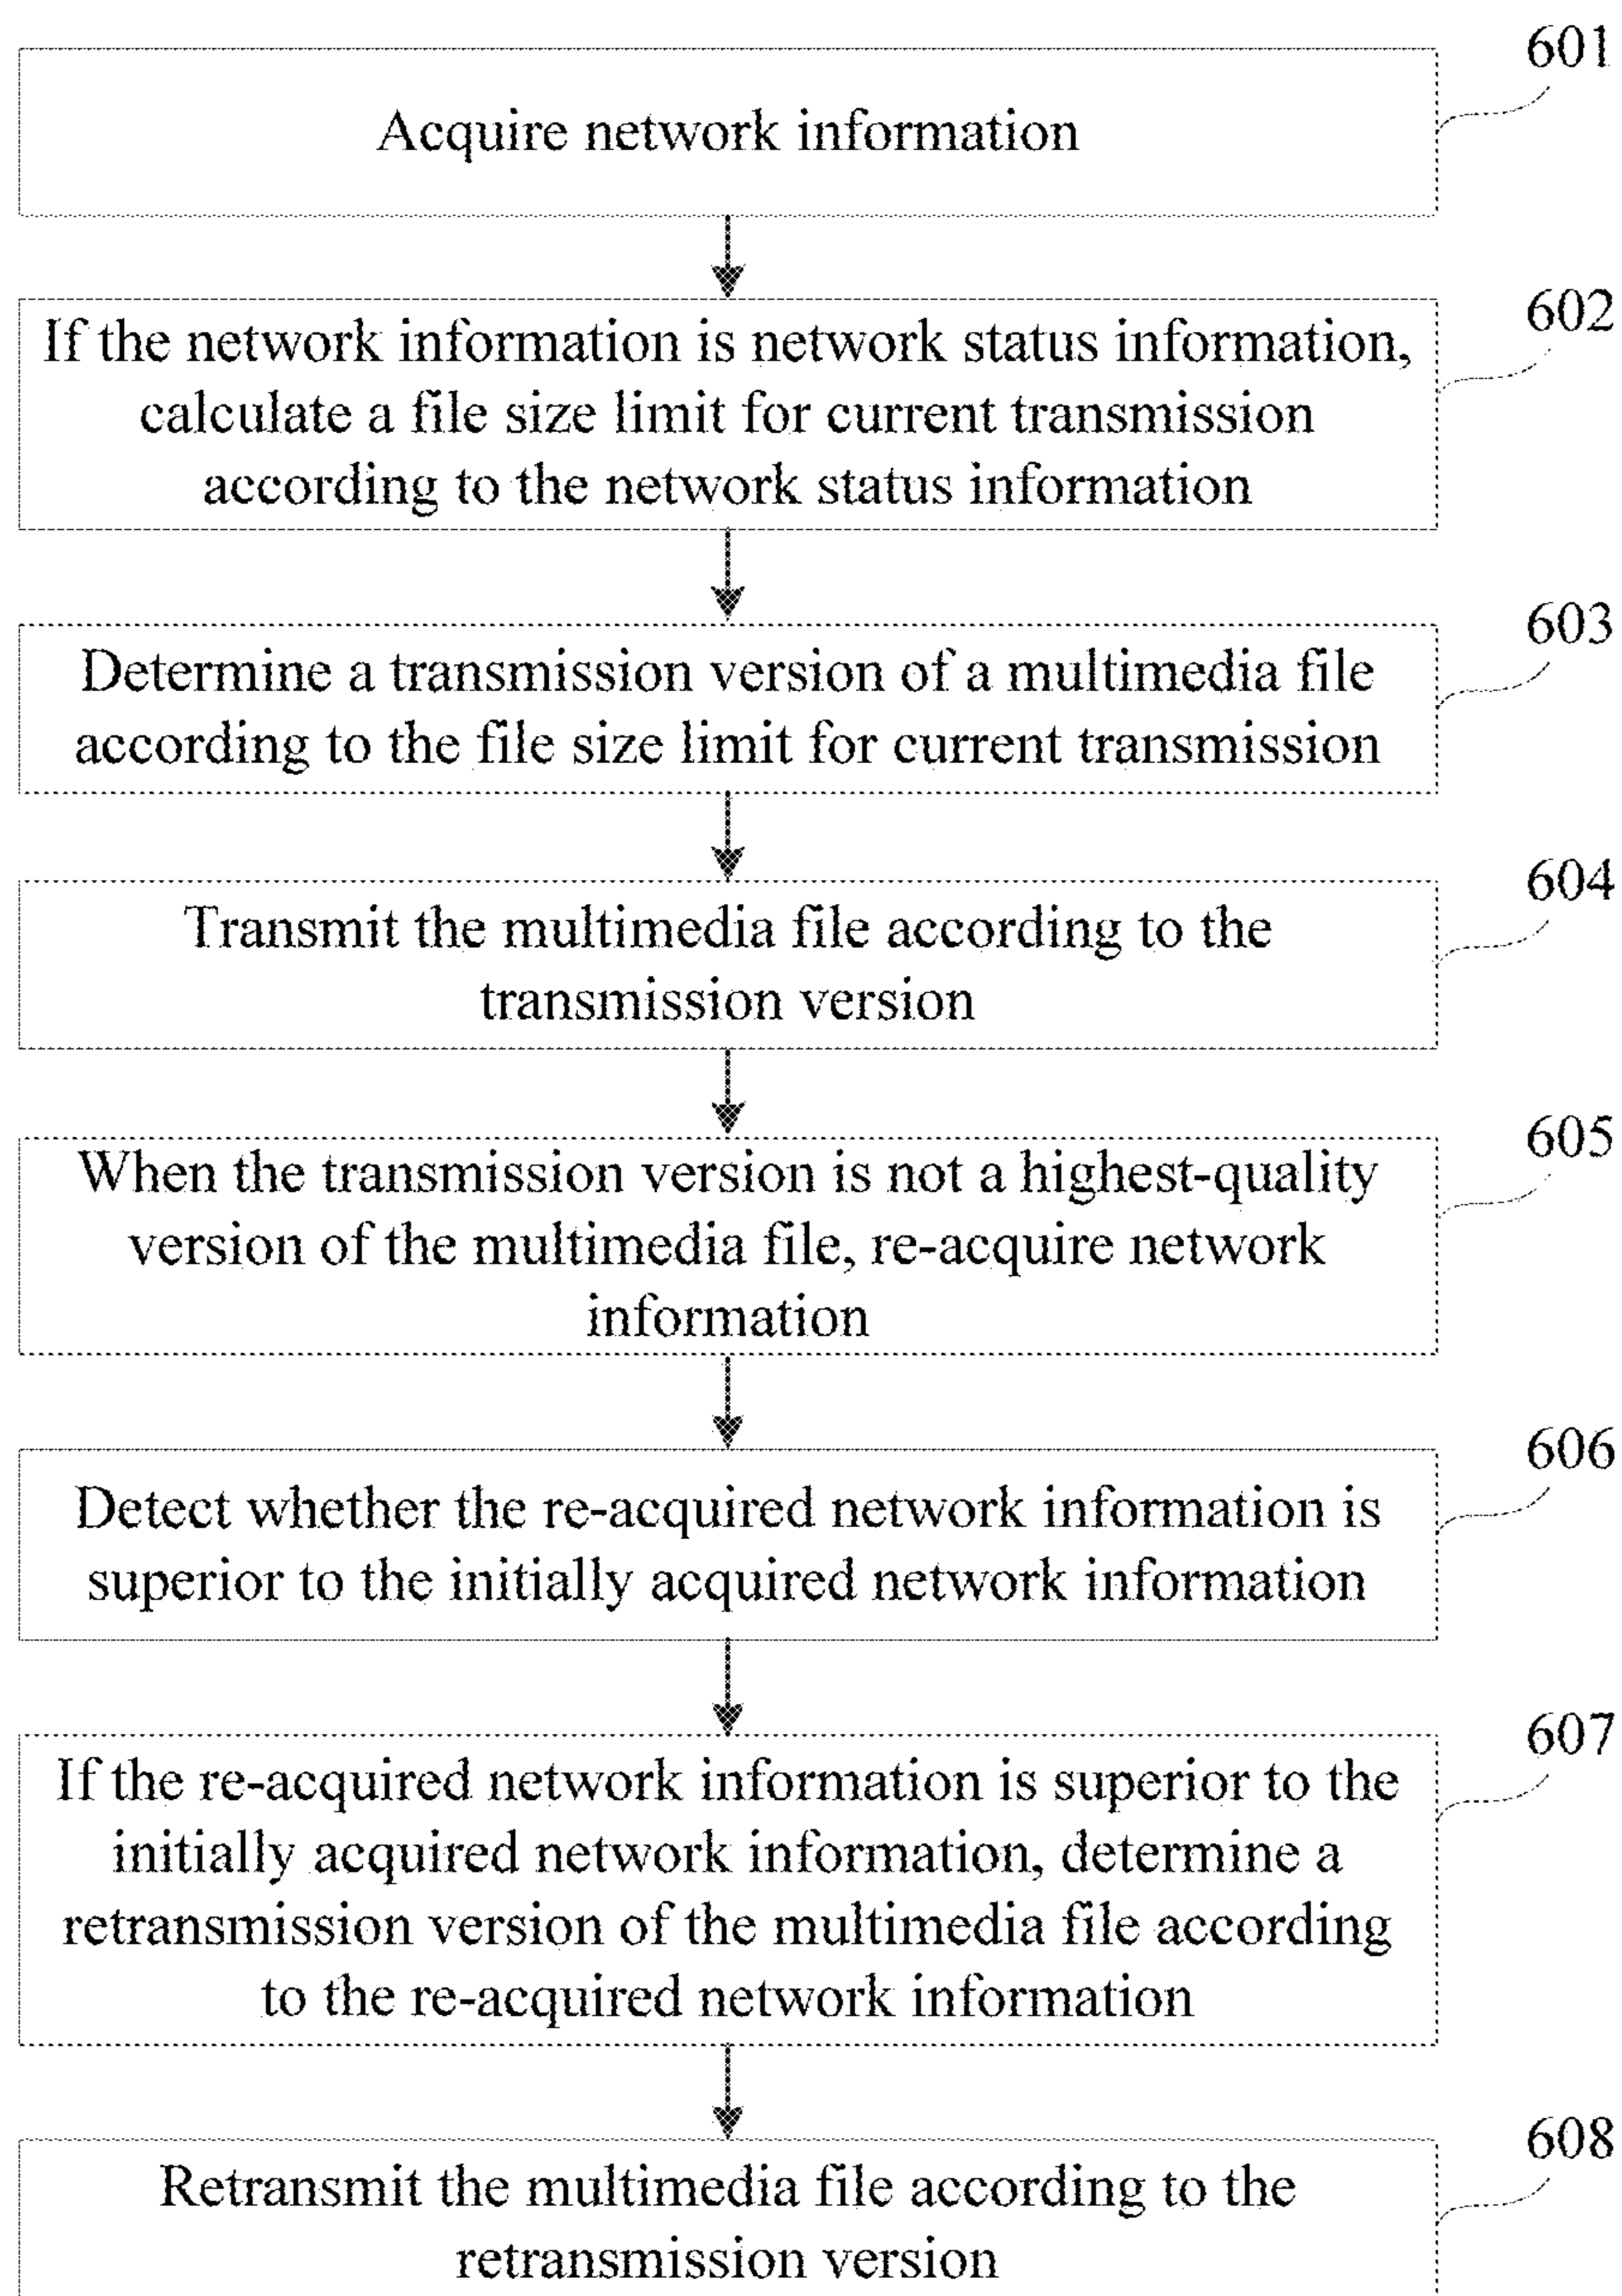 601
Acquire network information
602
If the network information is network status information,
calculate a file size limit for current transmission
according to the network status information
603
Determine a transmission version of a multimedia file
according to the file size limit for current transmission
604
Transmit the multimedia file according to the
transmission version
605
When the transmission version is not a highest-quality
version of the multimedia file, re-acquire network
information
606
Detect whether the re-acquired network information is
superior to the initially acquired network information
607
If the re-acquired network information is superior to the
initially acquired network information, determine a
retransmission version of the multimedia file according
to the re-acquired network information
608
Retransmit the multimedia file according to the
retransmission version